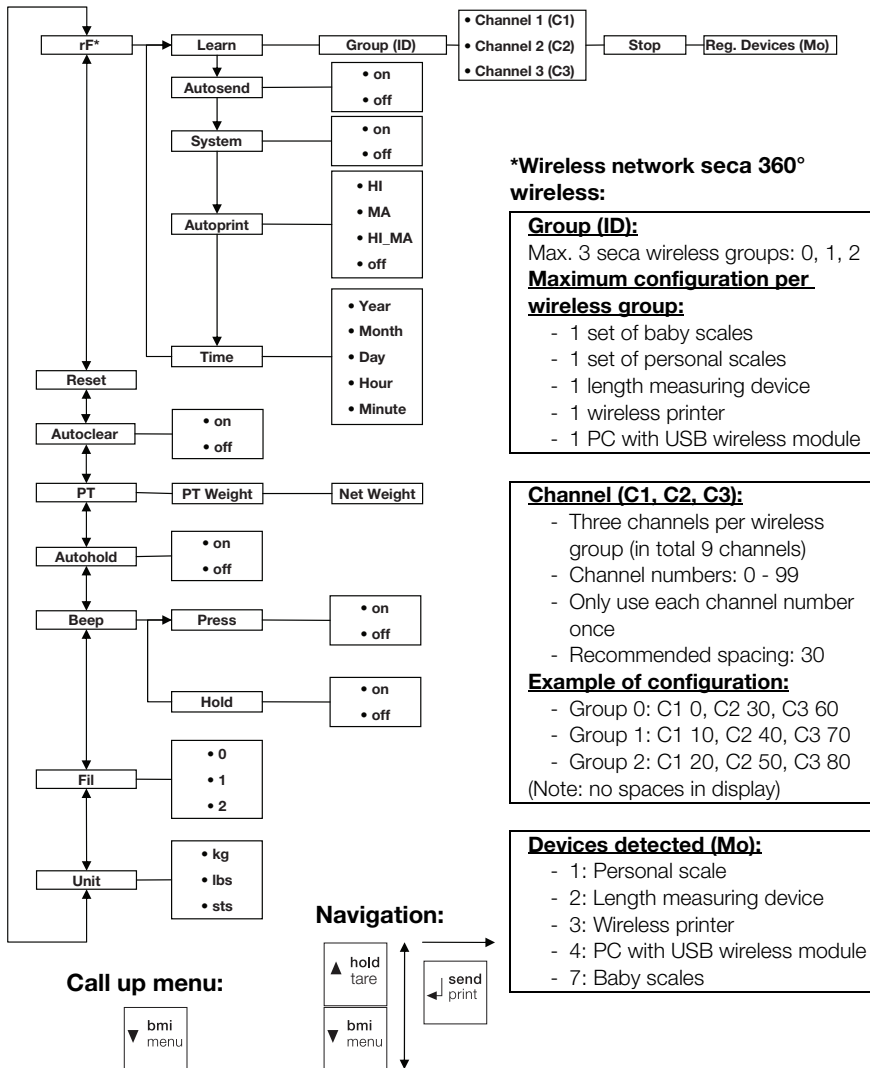 rF*
Learn
Group (ID)
• Channel 1 (C1)
• Channel 2 (C2)
• Channel 3 (C3)
Stop
Reg. Devices (Mo)
Autosend
• on
• off
System
• on
• off
Autoprint
• HI
• MA
• HI_MA
• off
Time
• Year
• Month
• Day
• Hour
• Minute
Reset
Autoclear
• on
• off
PT
PT Weight
Net Weight
Autohold
• on
• off
Beep
Press
• on
• off
Hold
• on
• off
Fil
• 0
• 1
• 2
Unit
• kg
• lbs
• sts
Call up menu:
▼ bmi
menu
Navigation:
▲ hold
tare
▼ bmi
menu
send
print
*Wireless network seca 360°
wireless:
Group (ID):
Max. 3 seca wireless groups: 0, 1, 2
Maximum configuration per
wireless group:
- 1 set of baby scales
- 1 set of personal scales
- 1 length measuring device
- 1 wireless printer
- 1 PC with USB wireless module
Channel (C1, C2, C3):
- Three channels per wireless
group (in total 9 channels)
- Channel numbers: 0 - 99
- Only use each channel number
once
- Recommended spacing: 30
Example of configuration:
- Group 0: C1 0, C2 30, C3 60
- Group 1: C1 10, C2 40, C3 70
- Group 2: C1 20, C2 50, C3 80
(Note: no spaces in display)
Devices detected (Mo):
- 1: Personal scale
- 2: Length measuring device
- 3: Wireless printer
- 4: PC with USB wireless module
- 7: Baby scales